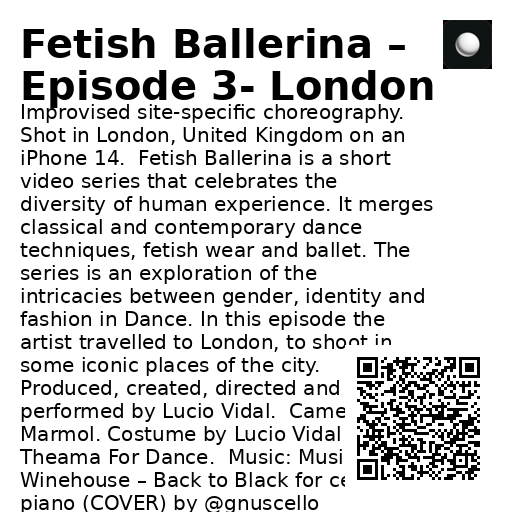 Fetish Ballerina –
Episode 3- London
Improvised site-specific choreography.
Shot in London, United Kingdom on an
iPhone 14.  Fetish Ballerina is a short
video series that celebrates the
diversity of human experience. It merges
classical and contemporary dance
techniques, fetish wear and ballet. The
series is an exploration of the
intricacies between gender, identity and
fashion in Dance. In this episode the
artist travelled to London, to shoot in
some iconic places of the city.
Produced, created, directed and
performed by Lucio Vidal.  Came
Marmol. Costume by Lucio Vidal
Theama For Dance.  Music: Musi
Winehouse – Back to Black for ce
piano (COVER) by @gnuscello